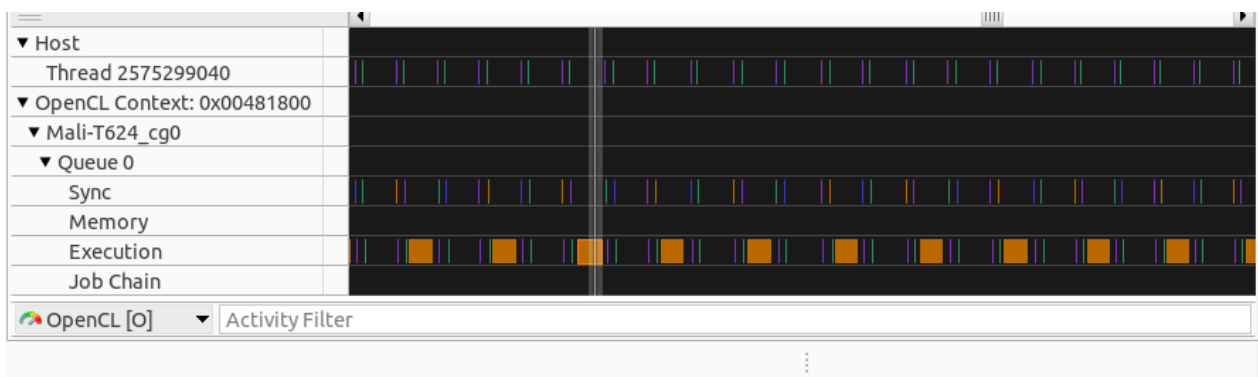 Host
Thread 2575299040
OpenCL Context: 0x00481800
Mali-T624_cg0
Queue 0
Sync
Memory
Execution
Job Chain
OpenCL [O] Activity Filter